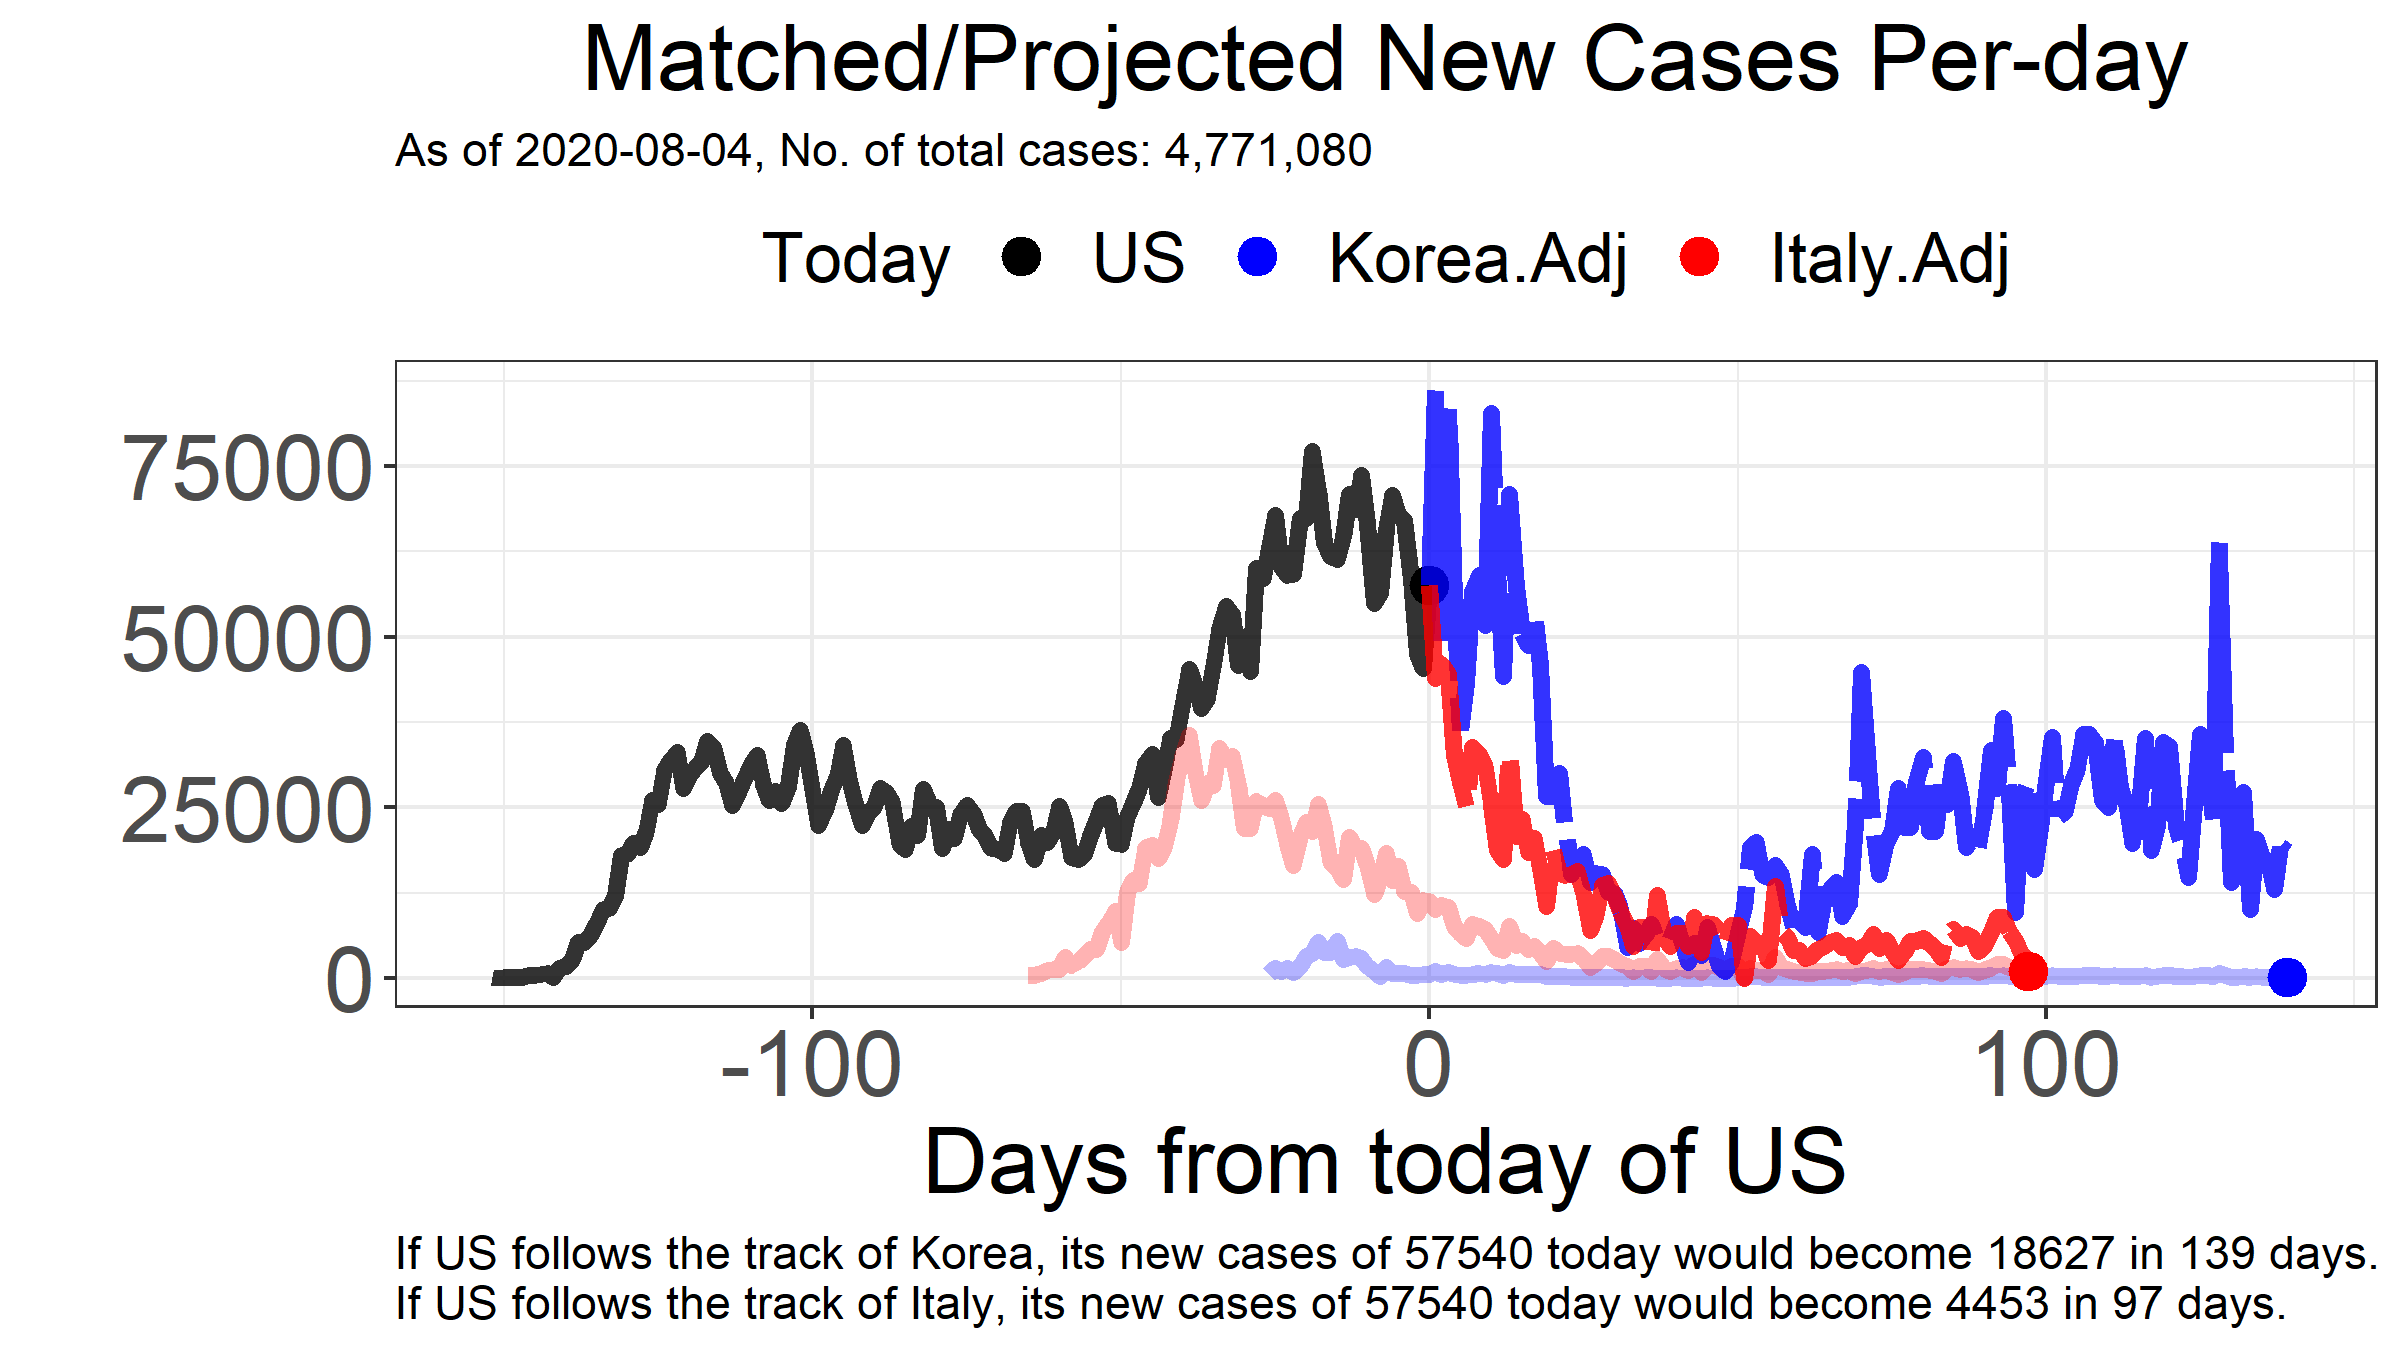 Matched/Projected New Cases Per-day
As of 2020-08-04, No. of total cases: 4,771,080
Today US Korea.Adj Italy.Adj
75000
50000
25000
0
-100 0 100
Days from today of US
If US follows the track of Korea, its new cases of 57540 today would become 18627 in 139 days.
If US follows the track of Italy, its new cases of 57540 today would become 4453 in 97 days.